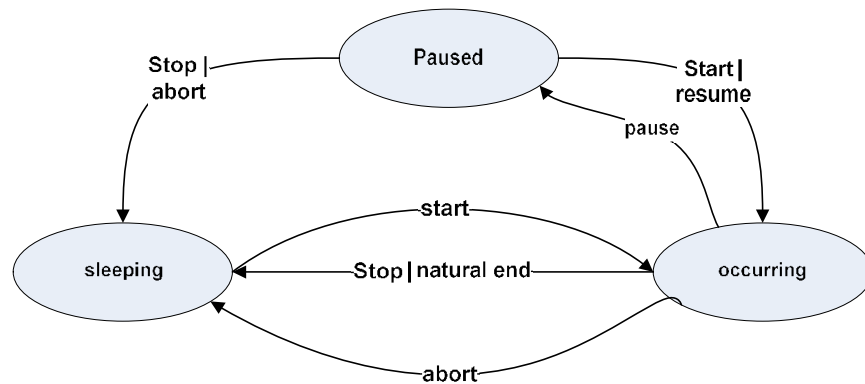 Paused
Stop |
abort
Start |
resume
pause
start
sleeping
Stop | natural end
occurring
abort